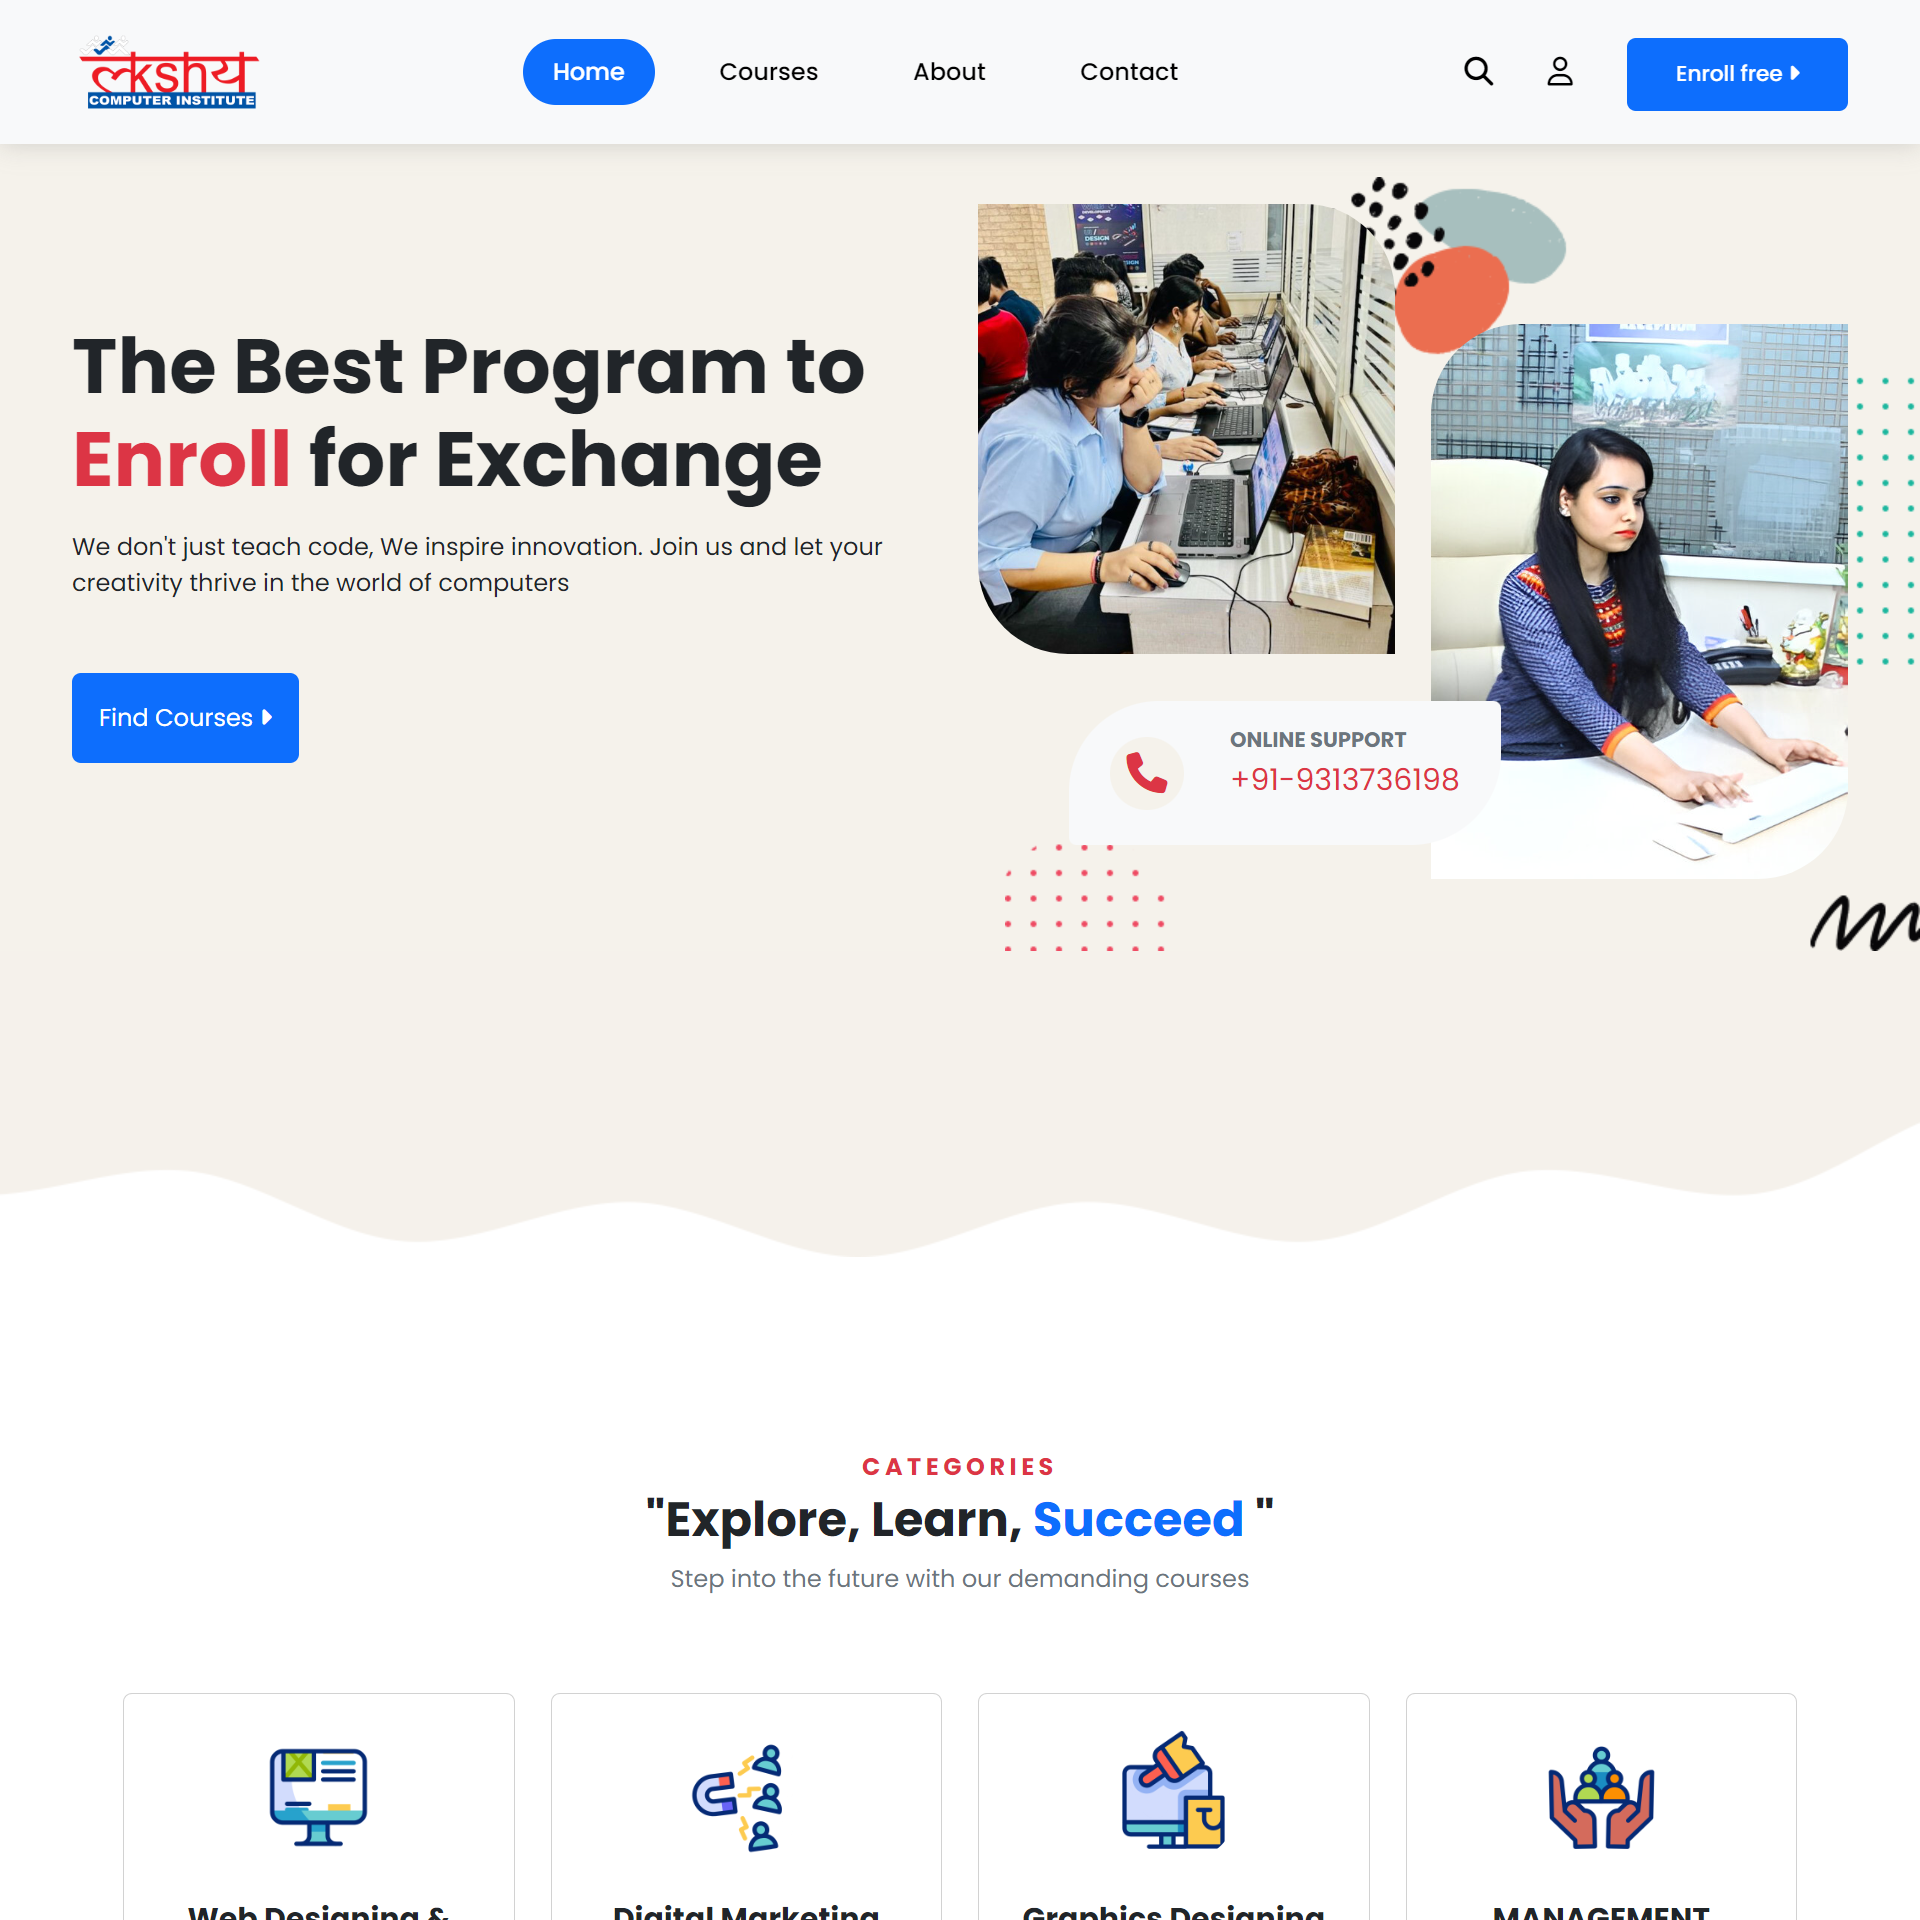 लkshय
COMPUTER INSTITUTE
Home
Courses
About
Contact
Enroll free
The Best Program to
Enroll for Exchange
We don't just teach code, We inspire innovation. Join us and let your
creativity thrive in the world of computers
Find Courses
DESIGN
RECEPTION
ONLINE SUPPORT
+91-9313736198
CATEGORIES
"Explore, Learn, Succeed "
Step into the future with our demanding courses
Web Designing &
Digital Marketing
Graphics Designing
MANAGEMENT